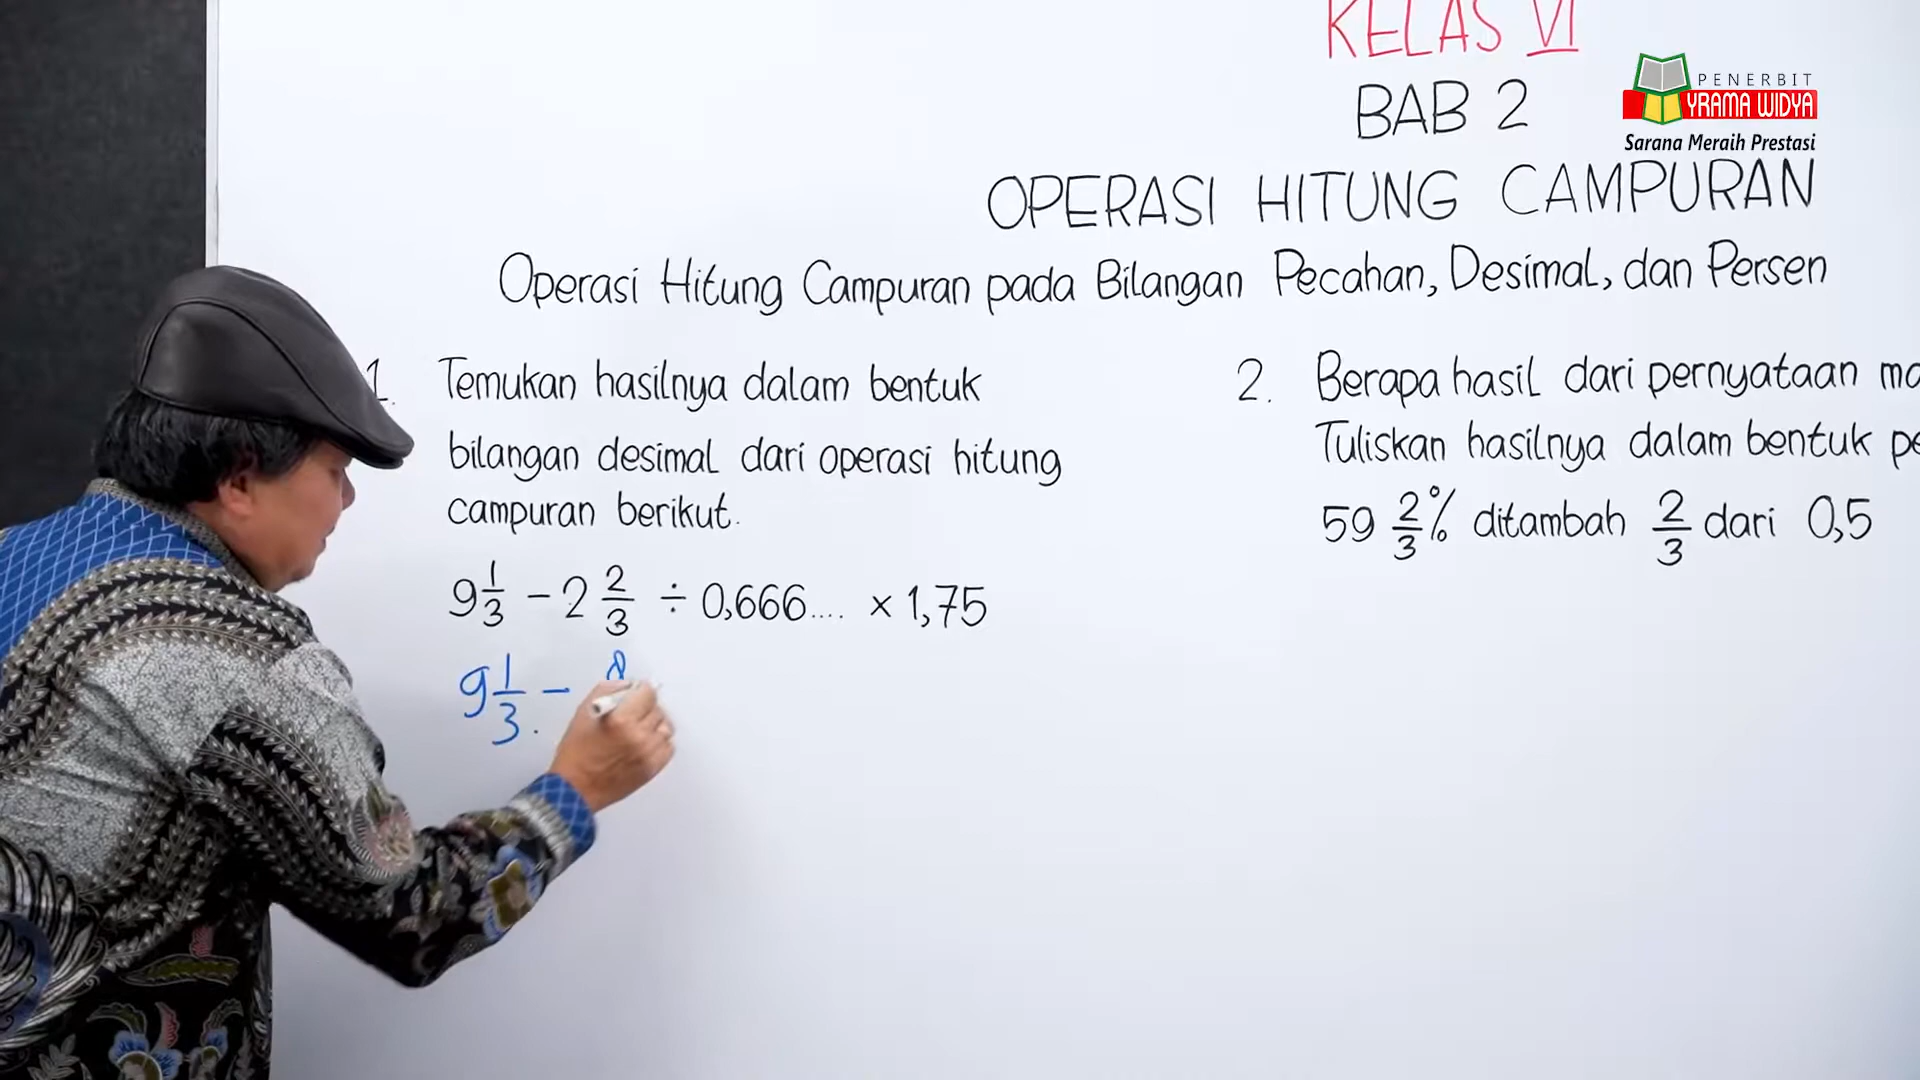 KELAS VI
PENERBIT
YRAMA WIDYA
Sarana Meraih Prestasi
BAB 2
OPERASI HITUNG CAMPURAN
Operasi Hitung Campuran pada Bilangan Pecahan, Desimal, dan Persen
1. Temukan hasilnya dalam bentuk
bilangan desimal dari operasi hitung
campuran berikut.
9 1/3 - 2 2/3 ÷ 0,666.... × 1,75
9 1/3 - 8
2. Berapa hasil dari pernyataan
Tuliskan hasilnya dalam bentuk
59 2/3 % ditambah 2/3 dari 0,5